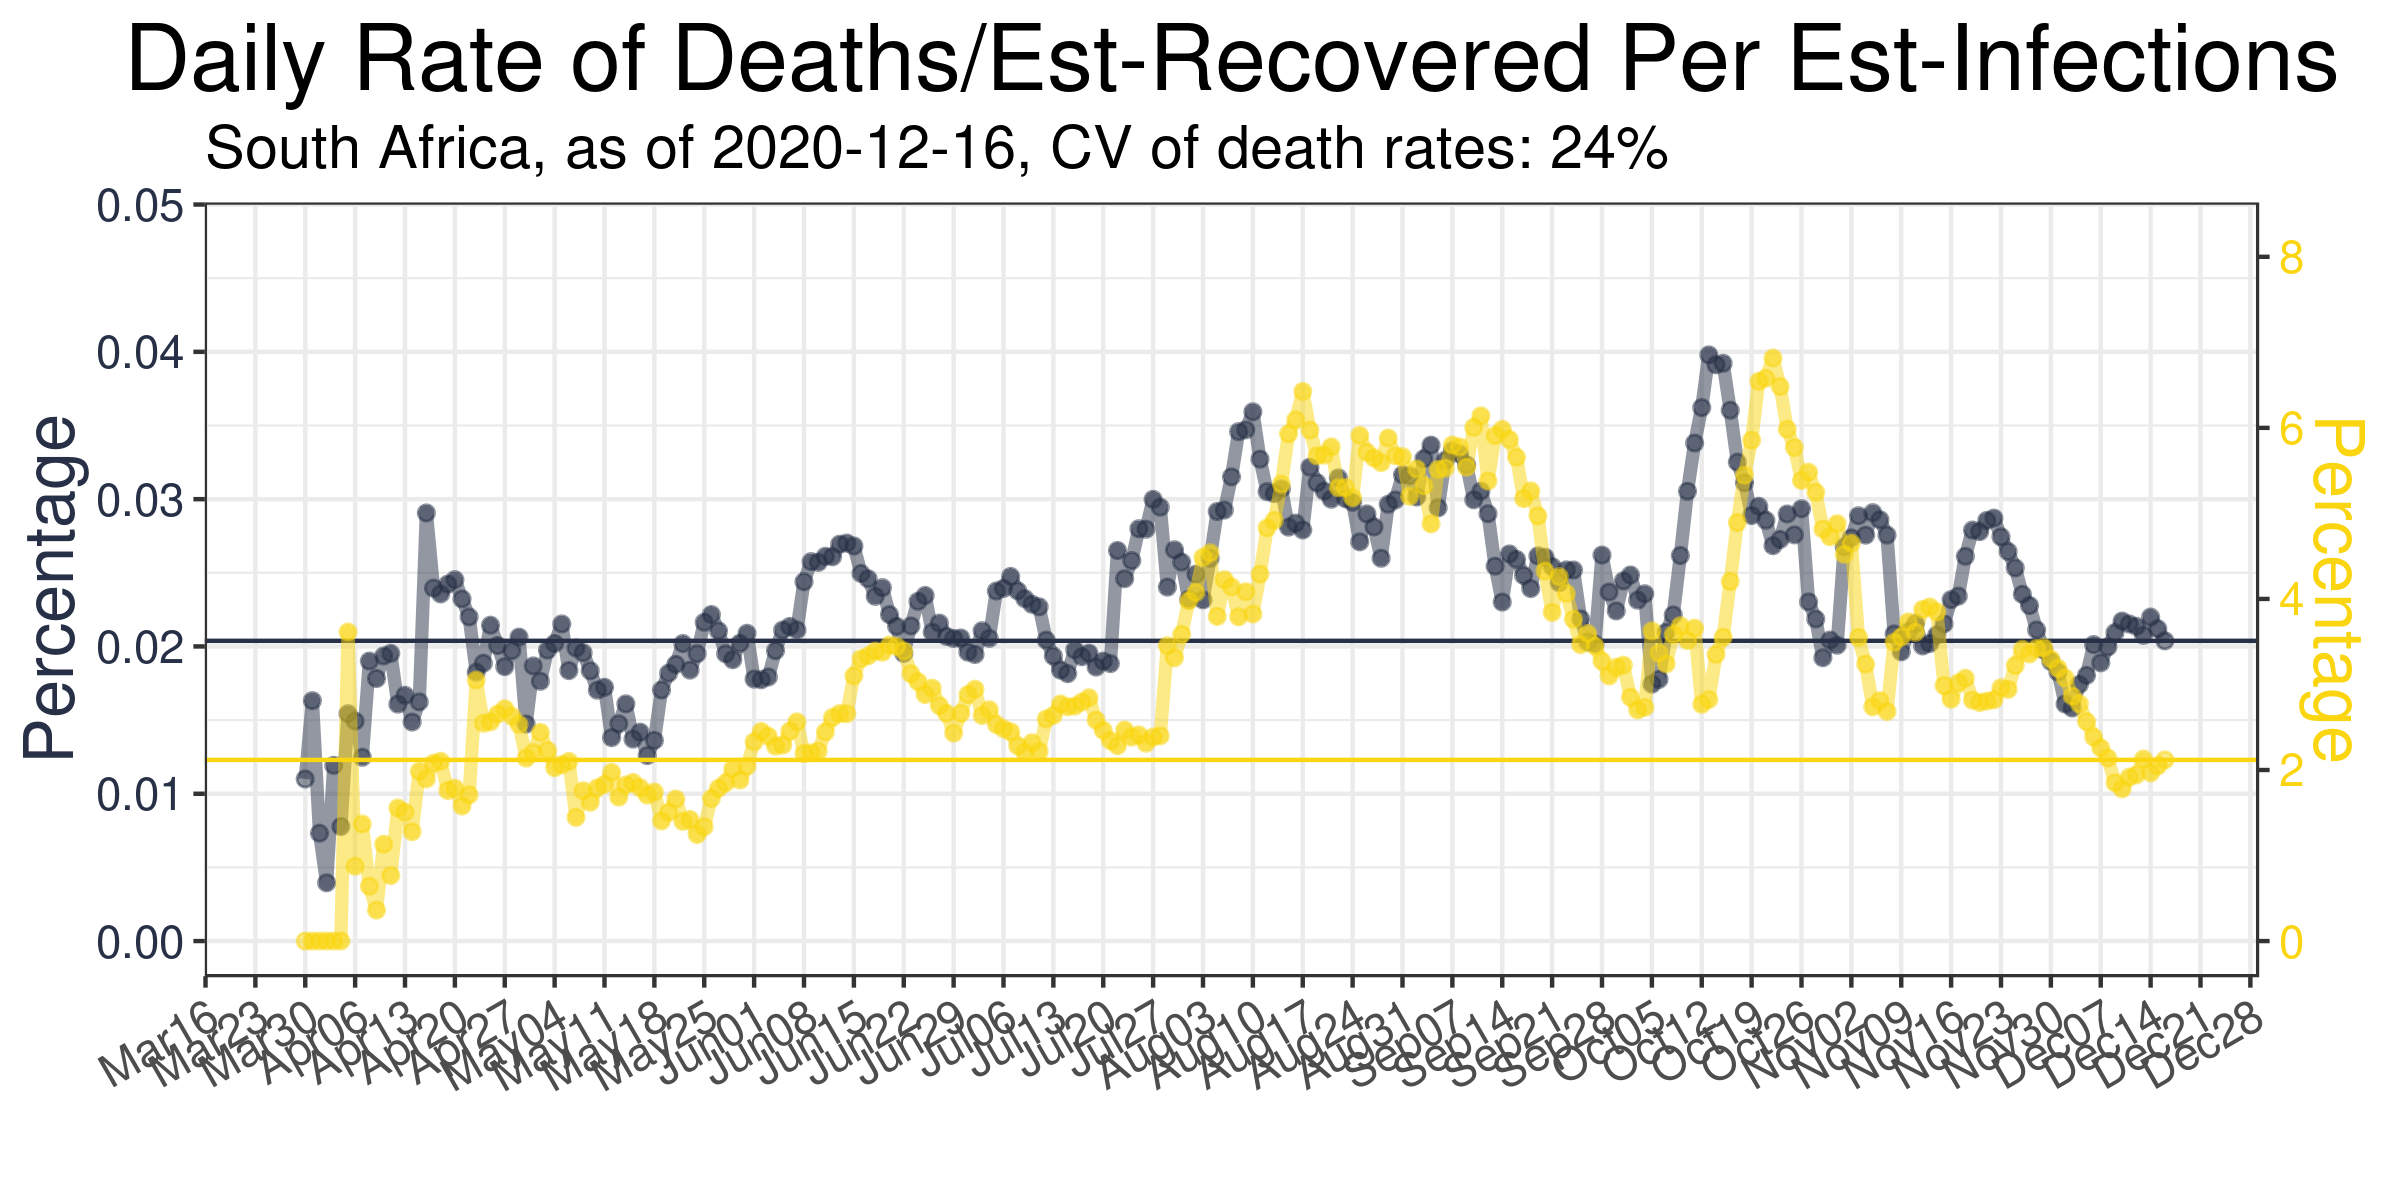 Daily Rate of Deaths/Est-Recovered Per Est-Infections
South Africa, as of 2020-12-16, CV of death rates: 24%
Percentage
0.05
0.04
0.03
0.02
0.01
0.00
8
6
4
2
0
Percentage
Mar16
Mar23
Mar30
Apr06
Apr13
Apr20
Apr27
May04
May11
May18
May25
Jun01
Jun08
Jun15
Jun22
Jun29
Jul06
Jul13
Jul20
Jul27
Aug03
Aug10
Aug17
Aug24
Aug31
Sep07
Sep14
Sep21
Sep28
Oct05
Oct12
Oct19
Oct26
Nov02
Nov09
Nov16
Nov23
Nov30
Dec07
Dec14
Dec21
Dec28